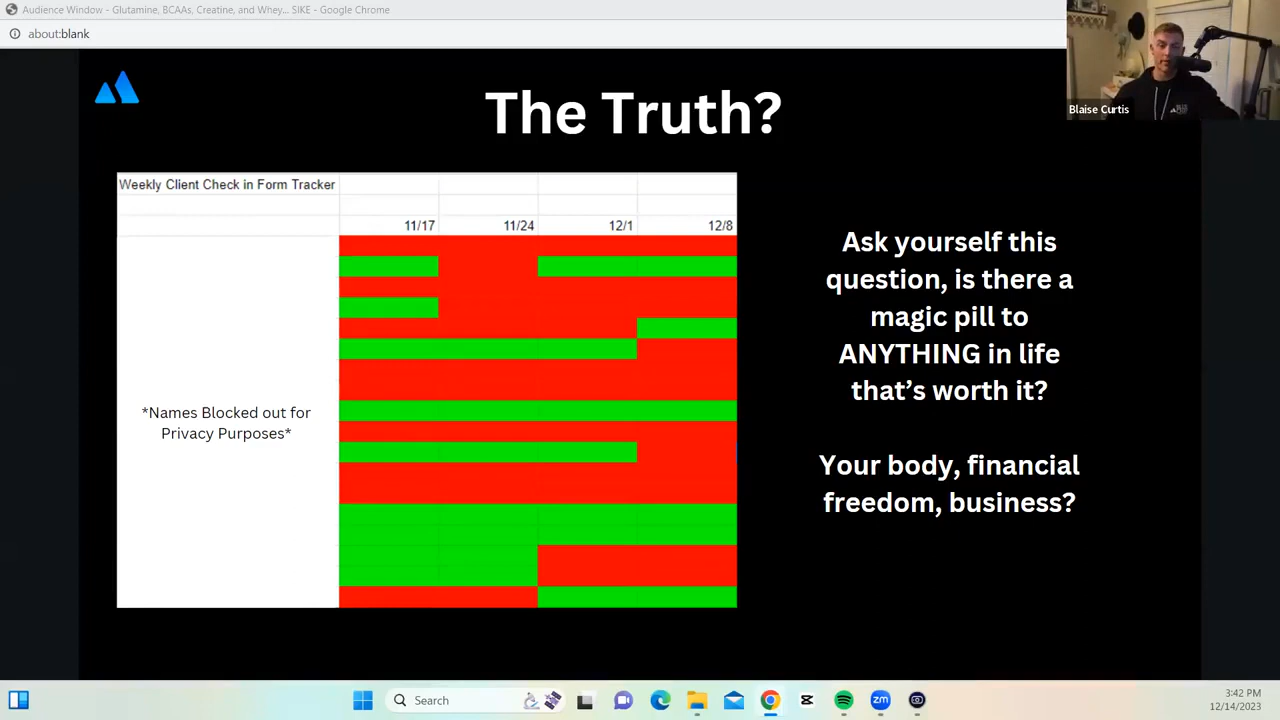 Audience Window - Glutamine, BCAAs, Creatine, and Whey... SIKE - Google Chrome
about:blank
Blaise Curtis
The Truth?
Weekly Client Check in Form Tracker
11/17 11/24 12/1 12/8
*Names Blocked out for
Privacy Purposes*
Ask yourself this
question, is there a
magic pill to
ANYTHING in life
that's worth it?
Your body, financial
freedom, business?
Search
zm
3:42 PM
12/14/2023